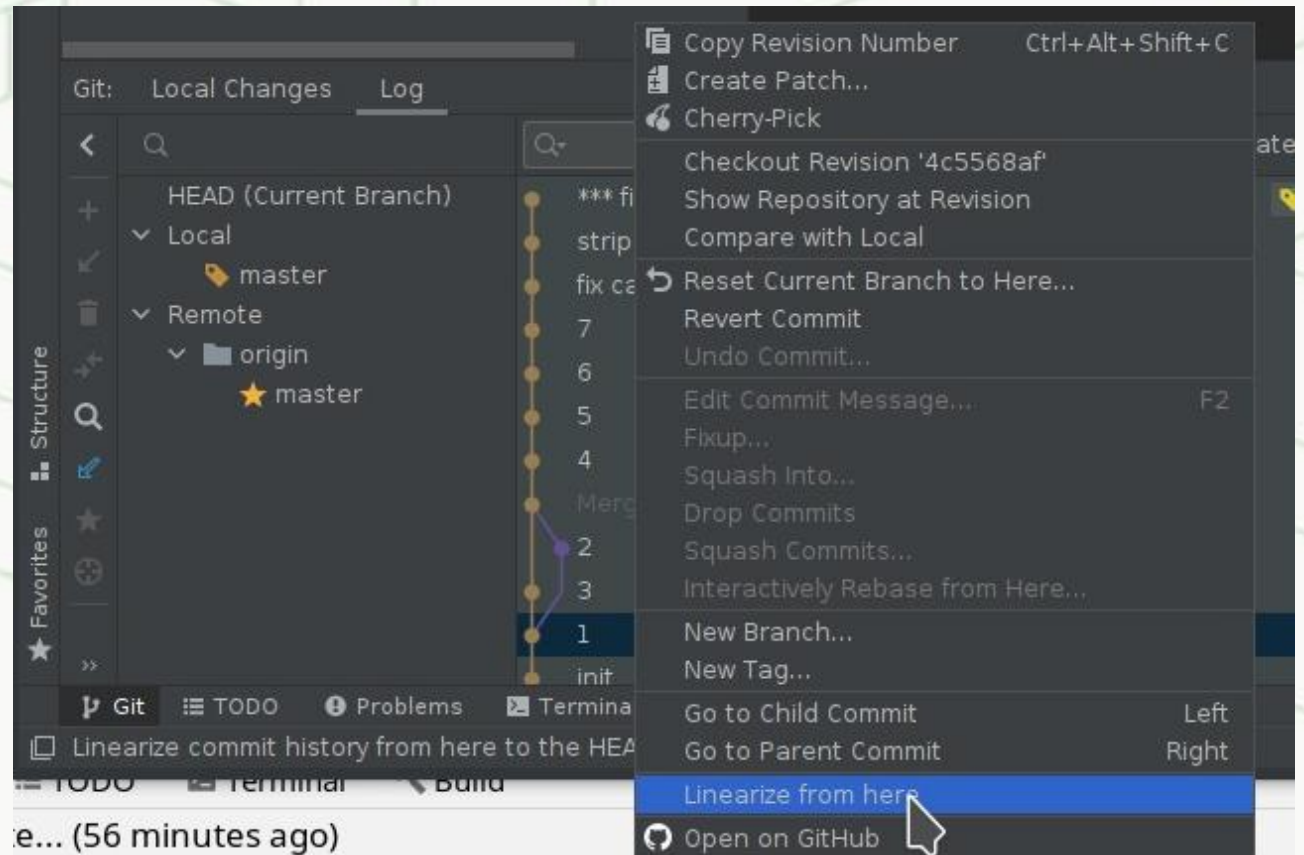 Copy Revision Number Ctrl+Alt+Shift+C
Create Patch...
Cherry-Pick
Checkout Revision '4c5568af'
Show Repository at Revision
Compare with Local
Reset Current Branch to Here...
Revert Commit
Undo Commit...
Edit Commit Message... F2
Fixup...
Squash Into...
Drop Commits
Squash Commits...
Interactively Rebase from Here...
New Branch...
New Tag...
Go to Child Commit Left
Go to Parent Commit Right
Linearize from here
Open on GitHub
Git: Local Changes Log
HEAD (Current Branch)
Local
master
Remote
origin
master
*** fi
strip
fix ca
7
6
5
4
Merg
2
3
1
init
ate
Structure
Favorites
Git TODO Problems Termina
Linearize commit history from here to the HEA
TODO Terminal Build
e... (56 minutes ago)